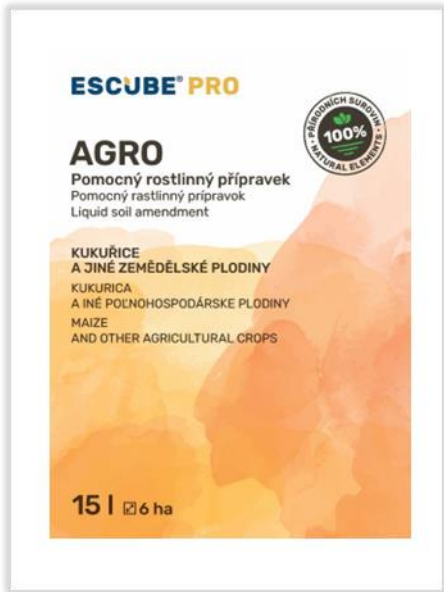 ESCUBE® PRO
PŘÍRODNÍCH SUROVIN
100%
NATURAL ELEMENTS
AGRO
Pomocný rostlinný přípravek
Pomocný rastlinný prípravok
Liquid soil amendment
KUKUŘICE
A JINÉ ZEMĚDĚLSKÉ PLODINY
KUKURICA
A INÉ POĽNOHOSPODÁRSKE PLODINY
MAIZE
AND OTHER AGRICULTURAL CROPS
15 l 6 ha